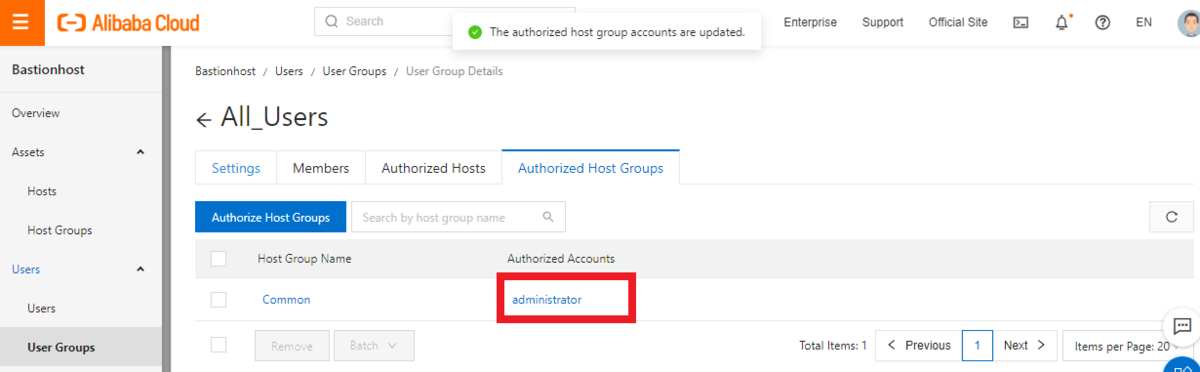 Alibaba Cloud
Search
The authorized host group accounts are updated.
Enterprise
Support
Official Site
EN
Bastionhost
Overview
Assets
Hosts
Host Groups
Users
Users
User Groups
Bastionhost / Users / User Groups / User Group Details
All_Users
Settings
Members
Authorized Hosts
Authorized Host Groups
Authorize Host Groups
Search by host group name
Host Group Name
Authorized Accounts
Common
administrator
Remove
Batch
Total Items: 1
Previous
1
Next
Items per Page: 20